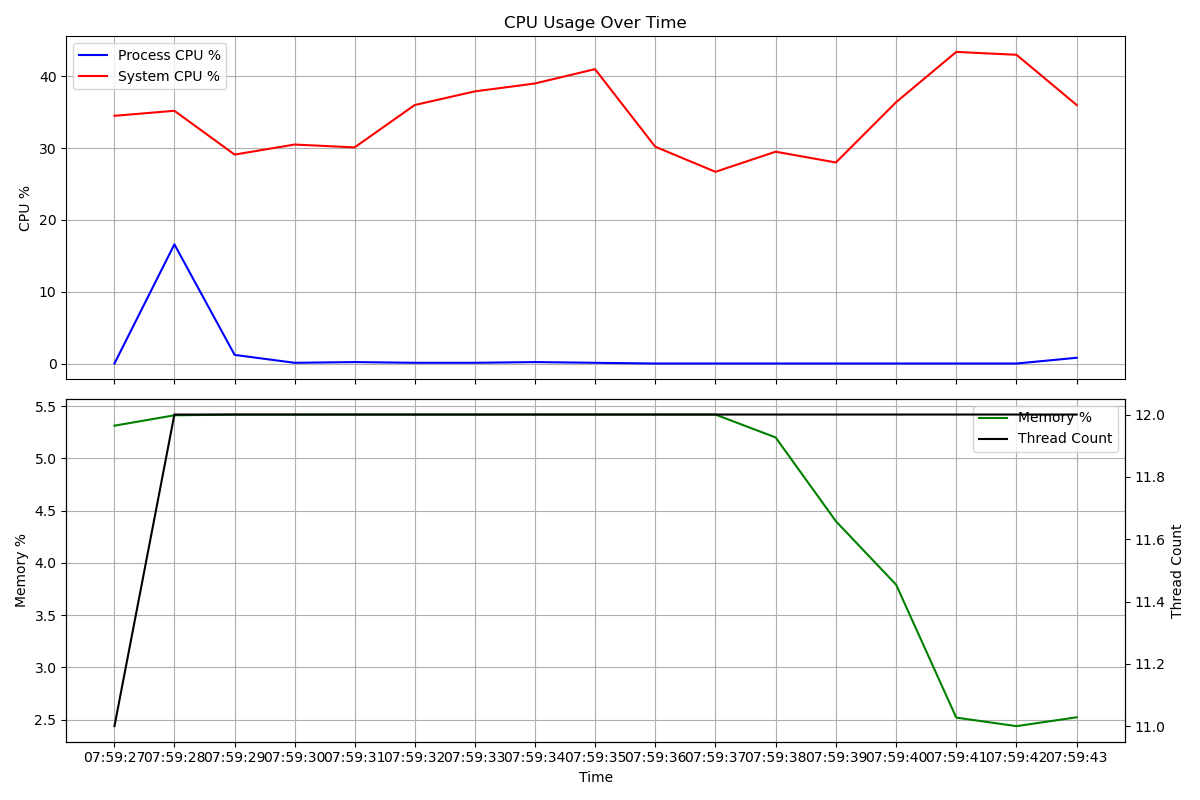 CPU Usage Over Time
Process CPU %
System CPU %
CPU %
40
30
20
10
0
5.5
5.0
4.5
4.0
3.5
3.0
2.5
Memory %
Memory %
Thread Count
12.0
11.8
11.6
11.4
11.2
11.0
Thread Count
07:59:27 07:59:28 07:59:29 07:59:30 07:59:31 07:59:32 07:59:33 07:59:34 07:59:35 07:59:36 07:59:37 07:59:38 07:59:39 07:59:40 07:59:41 07:59:42 07:59:43
Time